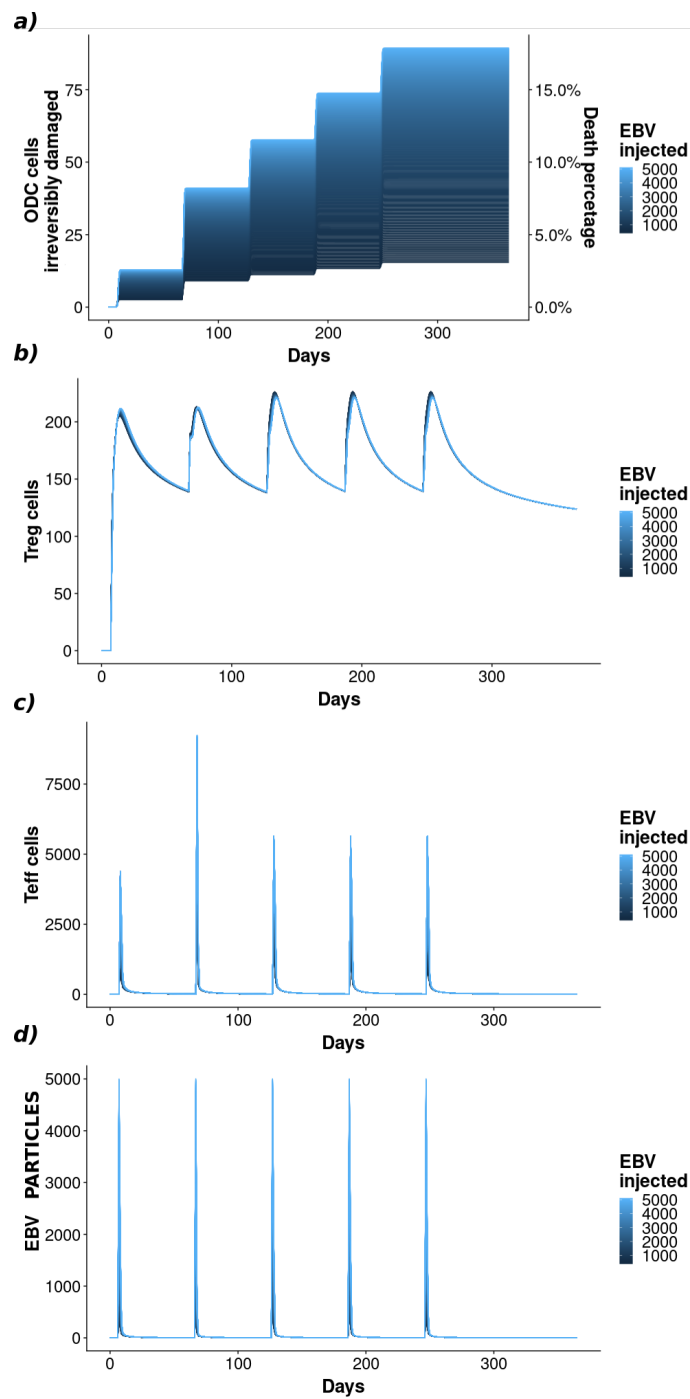 a)
ODC cells
irreversibly damaged
75
50
25
0
15.0%
10.0%
5.0%
0.0%
Death percetage
0 100 200 300
Days
EBV
injected
5000
4000
3000
2000
1000
b)
Treg cells
200
150
100
50
0
0 100 200 300
Days
EBV
injected
5000
4000
3000
2000
1000
c)
Teff cells
7500
5000
2500
0
0 100 200 300
Days
EBV
injected
5000
4000
3000
2000
1000
d)
EBV PARTICLES
5000
4000
3000
2000
1000
0
0 100 200 300
Days
EBV
injected
5000
4000
3000
2000
1000